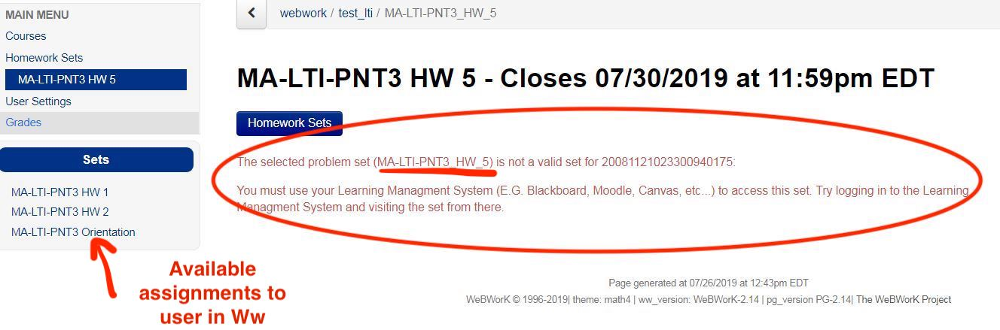 MAIN MENU
Courses
Homework Sets
MA-LTI-PNT3 HW 5
User Settings
Grades
Sets
MA-LTI-PNT3 HW 1
MA-LTI-PNT3 HW 2
MA-LTI-PNT3 Orientation
Available
assignments to
user in Ww
webwork / test_lti / MA-LTI-PNT3_HW_5
MA-LTI-PNT3 HW 5 - Closes 07/30/2019 at 11:59pm EDT
Homework Sets
The selected problem set (MA-LTI-PNT3_HW_5) is not a valid set for 20081121023300940175:
You must use your Learning Managment System (E.G. Blackboard, Moodle, Canvas, etc...) to access this set. Try logging in to the Learning
Managment System and visiting the set from there.
Page generated at 07/26/2019 at 12:43pm EDT
WeBWorK © 1996-2019| theme: math4 | ww_version: WeBWorK-2.14 | pg_version PG-2.14| The WeBWorK Project